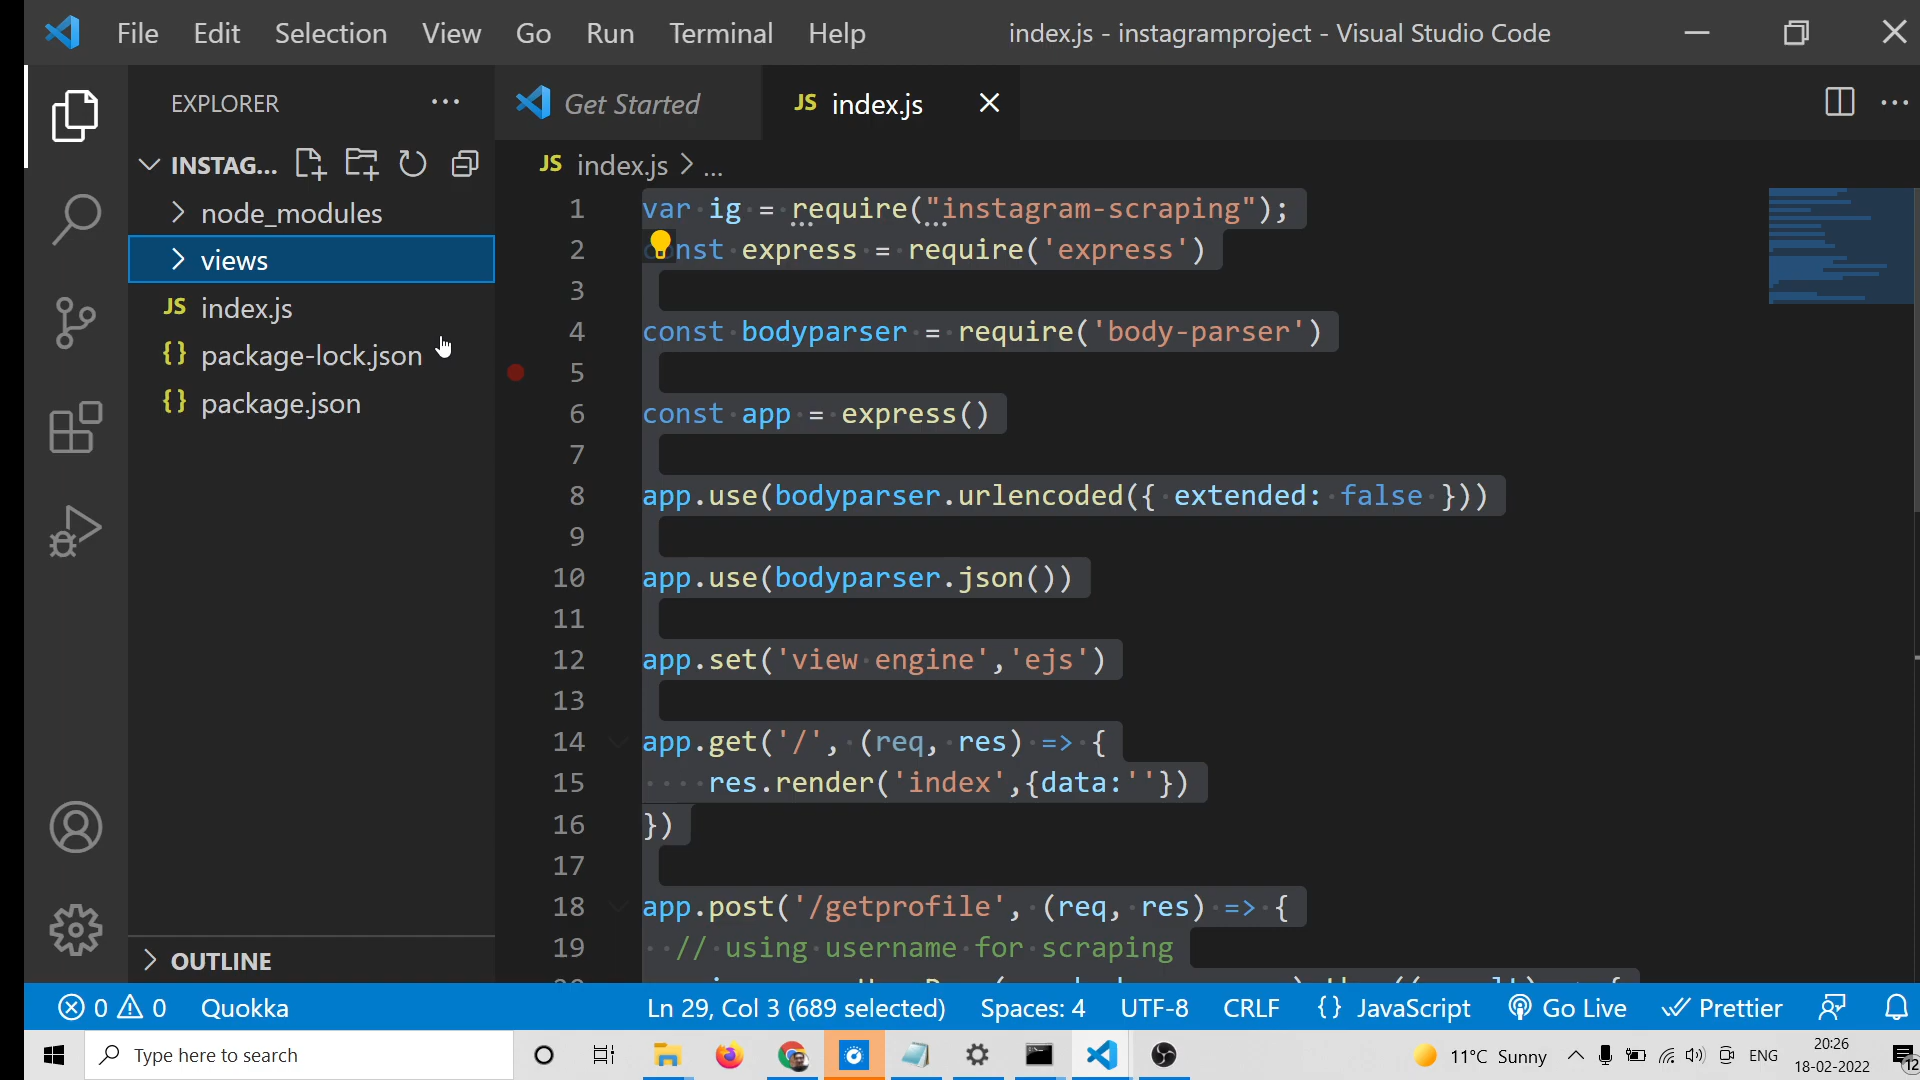 File Edit Selection View Go Run Terminal Help
index.js - instagramproject - Visual Studio Code
EXPLORER
INSTAG...
node_modules
views
JS index.js
{} package-lock.json
{} package.json
OUTLINE
Get Started
JS index.js
JS index.js > ...
1 var ig = require("instagram-scraping");
2 const express = require('express')
3
4 const bodyparser = require('body-parser')
5
6 const app = express()
7
8 app.use(bodyparser.urlencoded({ extended: false }))
9
10 app.use(bodyparser.json())
11
12 app.set('view engine','ejs')
13
14 app.get('/', (req, res) => {
15 res.render('index',{data:''})
16 })
17
18 app.post('/getprofile', (req, res) => {
19 // using username for scraping
0 0 Quokka Ln 29, Col 3 (689 selected) Spaces: 4 UTF-8 CRLF {} JavaScript Go Live Prettier
Type here to search
11°C Sunny
ENG
20:26
18-02-2022
12